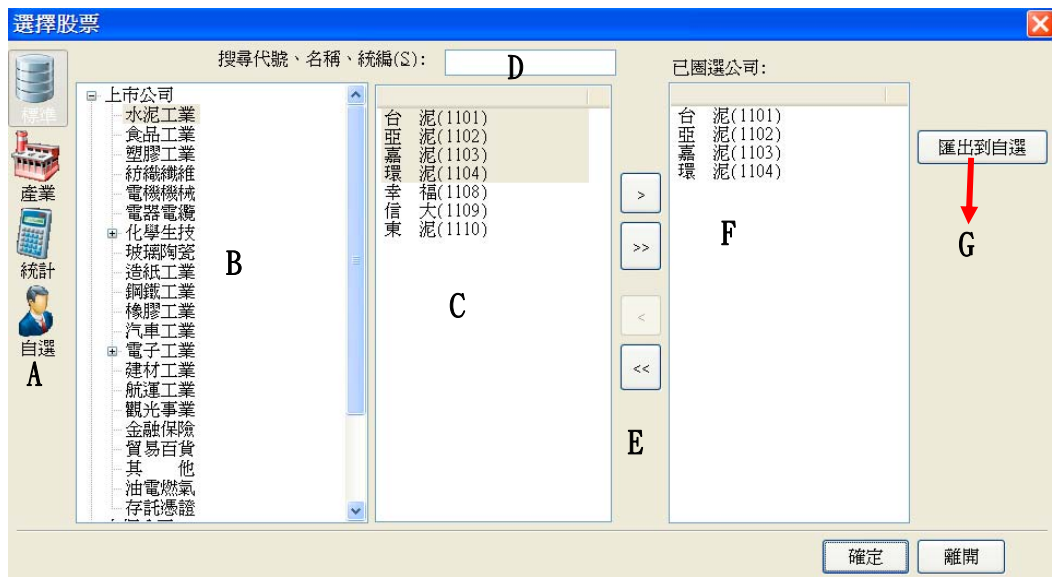 選擇股票
搜尋代號、名稱、統編(S):
D
已圈選公司:
標準
產業
統計
自選
A
上市公司
水泥工業
食品工業
塑膠工業
紡織纖維
電機機械
電器電纜
化學生技
玻璃陶瓷
造紙工業
鋼鐵工業
橡膠工業
汽車工業
電子工業
建材工業
航運工業
觀光事業
金融保險
貿易百貨
其 他
油電燃氣
存託憑證
B
台 泥(1101)
亞 泥(1102)
嘉 泥(1103)
環 泥(1104)
幸 福(1108)
信 大(1109)
東 泥(1110)
C
>
>>
<
<<
E
台 泥(1101)
亞 泥(1102)
嘉 泥(1103)
環 泥(1104)
F
匯出到自選
G
確定
離開